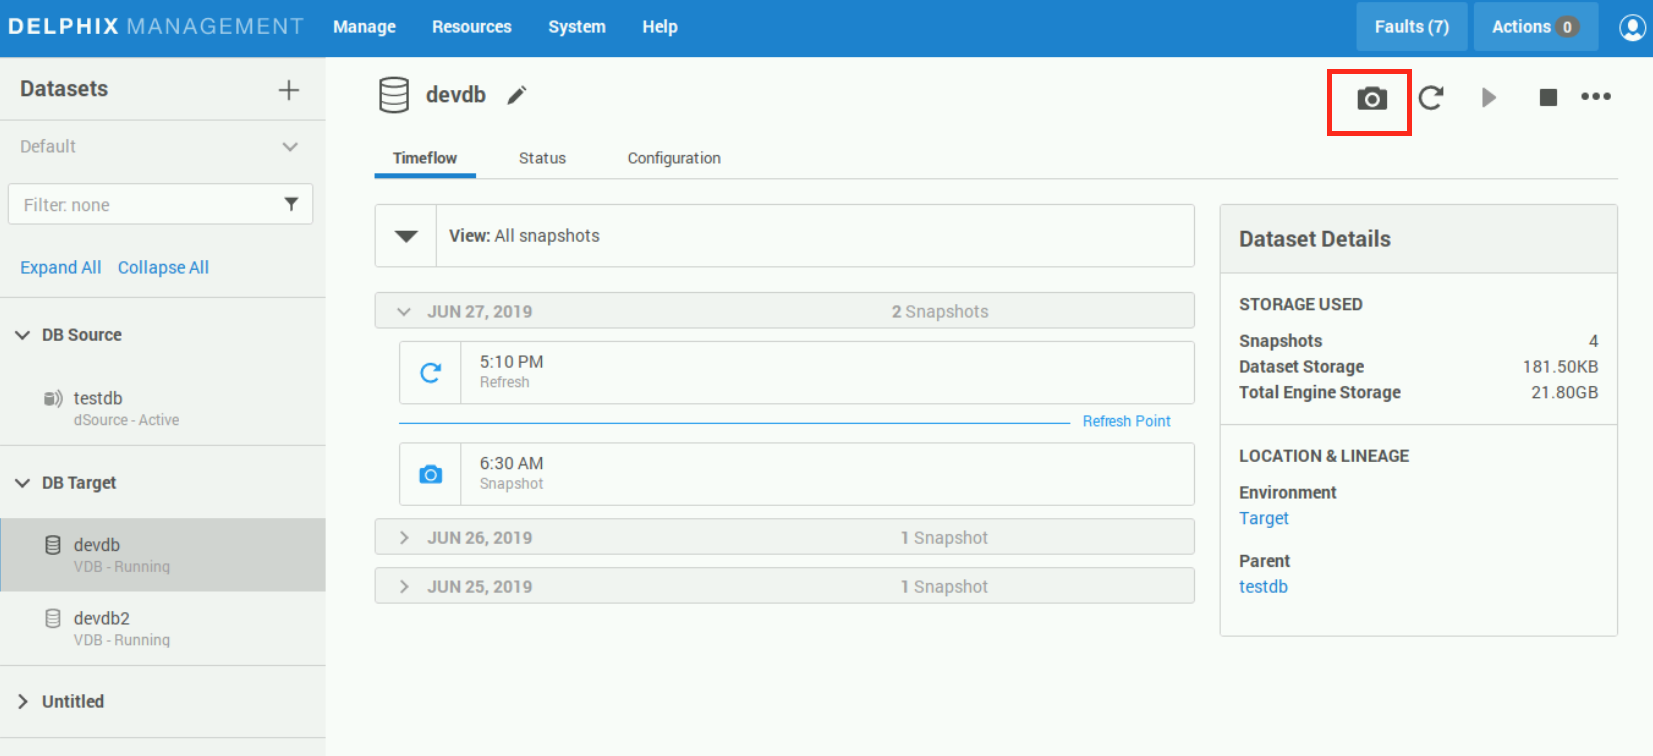 DELPHIX MANAGEMENT
Manage
Resources
System
Help
Faults (7)
Actions 0
Datasets
Default
Filter: none
Expand All
Collapse All
DB Source
testdb
dSource - Active
DB Target
devdb
VDB - Running
devdb2
VDB - Running
Untitled
devdb
Timeflow
Status
Configuration
View: All snapshots
JUN 27, 2019
2 Snapshots
5:10 PM
Refresh
Refresh Point
6:30 AM
Snapshot
JUN 26, 2019
1 Snapshot
JUN 25, 2019
1 Snapshot
Dataset Details
STORAGE USED
Snapshots 4
Dataset Storage 181.50KB
Total Engine Storage 21.80GB
LOCATION & LINEAGE
Environment
Target
Parent
testdb